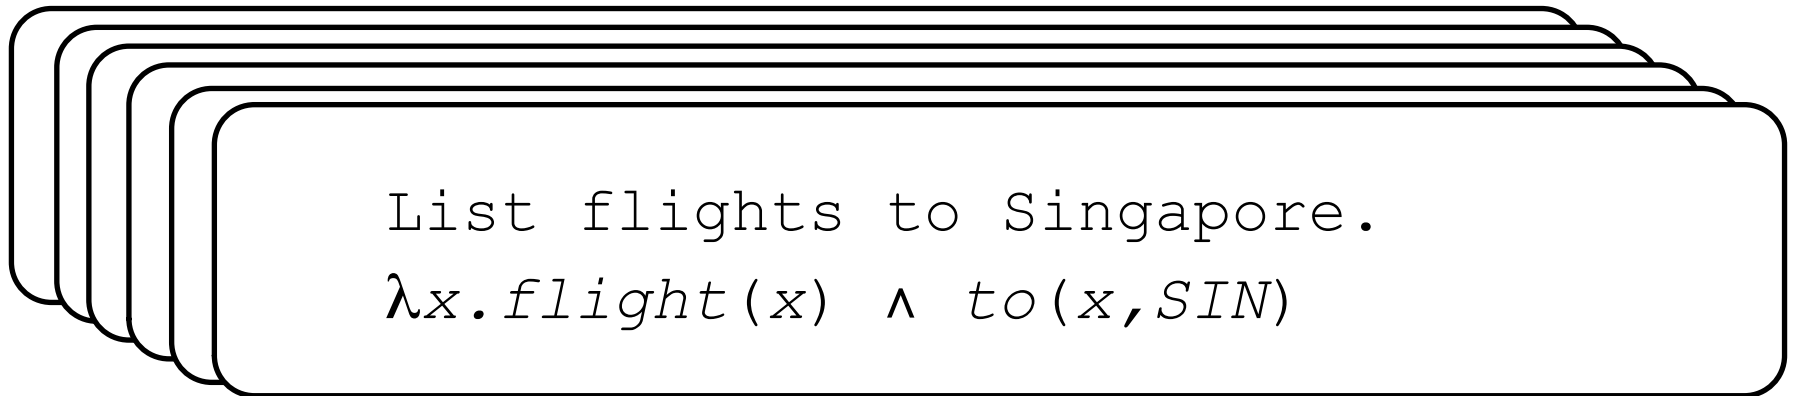 List flights to Singapore.
λx.flight(x) ∧ to(x,SIN)